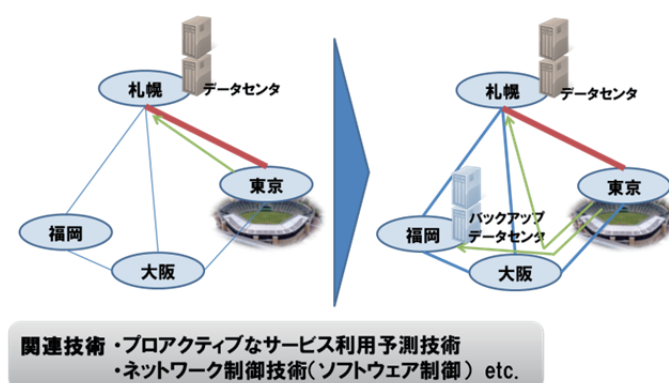 札幌
データセンタ
東京
福岡
大阪
札幌
データセンタ
東京
バックアップ
データセンタ
福岡
大阪
関連技術 ・プロアクティブなサービス利用予測技術
・ネットワーク制御技術(ソフトウェア制御) etc.